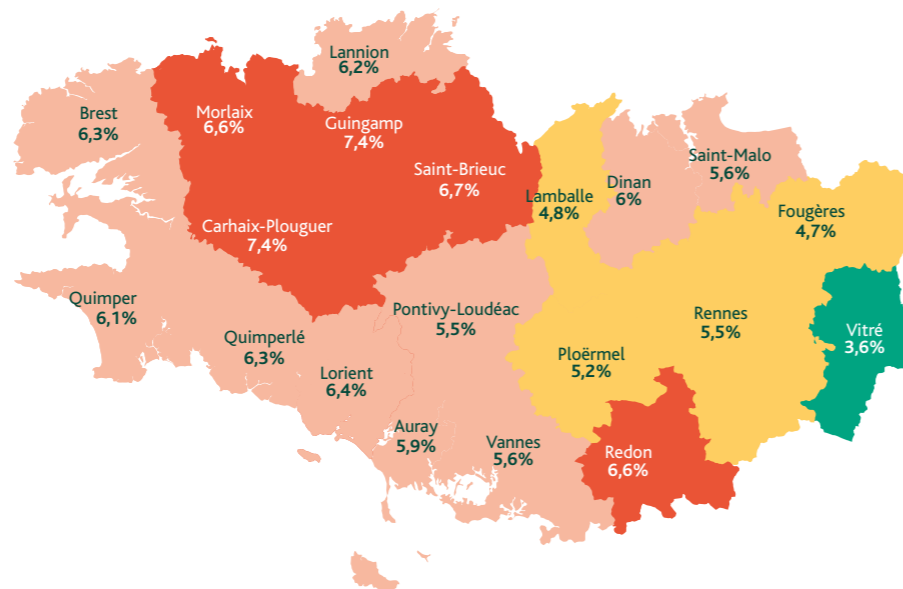 Lannion
6,2%
Brest
6,3%
Morlaix
6,6%
Guingamp
7,4%
Saint-Brieuc
6,7%
Saint-Malo
5,6%
Dinan
6%
Lamballe
4,8%
Fougères
4,7%
Carhaix-Plouguer
7,4%
Quimper
6,1%
Pontivy-Loudéac
5,5%
Rennes
5,5%
Vitré
3,6%
Quimperlé
6,3%
Ploërmel
5,2%
Lorient
6,4%
Auray
5,9%
Vannes
5,6%
Redon
6,6%